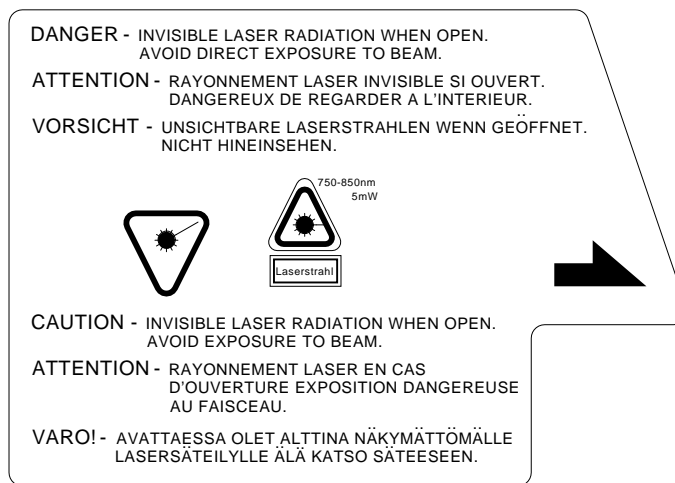 DANGER - INVISIBLE LASER RADIATION WHEN OPEN.
AVOID DIRECT EXPOSURE TO BEAM.
ATTENTION - RAYONNEMENT LASER INVISIBLE SI OUVERT.
DANGEREUX DE REGARDER A L'INTERIEUR.
VORSICHT - UNSICHTBARE LASERSTRAHLEN WENN GEÖFFNET.
NICHT HINEINSEHEN.
750-850nm
5mW
Laserstrahl
CAUTION - INVISIBLE LASER RADIATION WHEN OPEN.
AVOID EXPOSURE TO BEAM.
ATTENTION - RAYONNEMENT LASER EN CAS
D'OUVERTURE EXPOSITION DANGEREUSE
AU FAISCEAU.
VARO! - AVATTAESSA OLET ALTTINA NÄKYMÄTTÖMÄLLE
LASERSÄTEILYLLE ÄLÄ KATSO SÄTEESEEN.